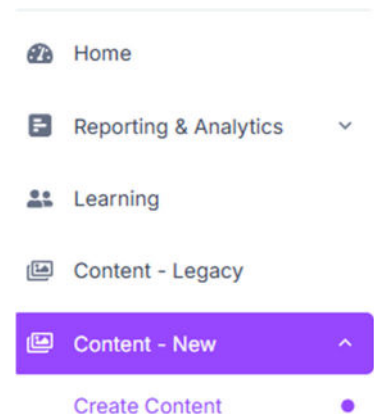 Home
Reporting & Analytics
Learning
Content - Legacy
Content - New
Create Content